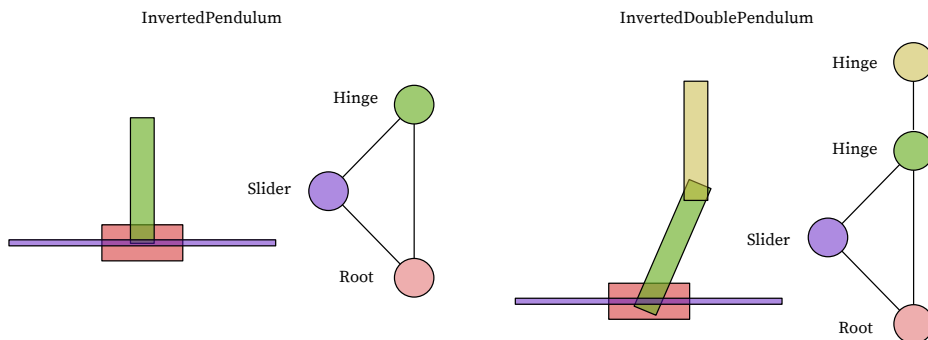 InvertedPendulum
Hinge
Slider
Root
InvertedDoublePendulum
Hinge
Hinge
Slider
Root